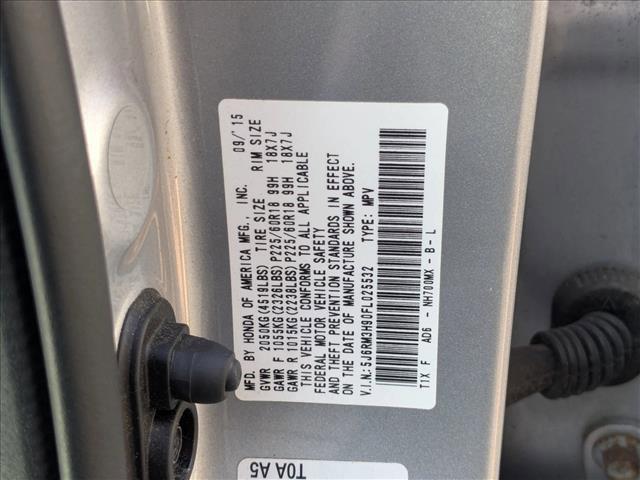 MFD. BY HONDA OF AMERICA MFG., INC. 09/'15
GVWR 2050KG(4519LBS) TIRE SIZE RIM SIZE
GAWR F 1055KG(2326LBS) P225/60R18 99H 18X7J
GAWR R 1015KG(2238LBS) P225/60R18 99H 18X7J
THIS VEHICLE CONFORMS TO ALL APPLICABLE
FEDERAL MOTOR VEHICLE SAFETY
AND THEFT PREVENTION STANDARDS IN EFFECT
ON THE DATE OF MANUFACTURE SHOWN ABOVE.
V.I.N.: 5J6RM3H90FL025532 TYPE: MPV
T1X F AD6 - NH700MX - B - L
T0A A5